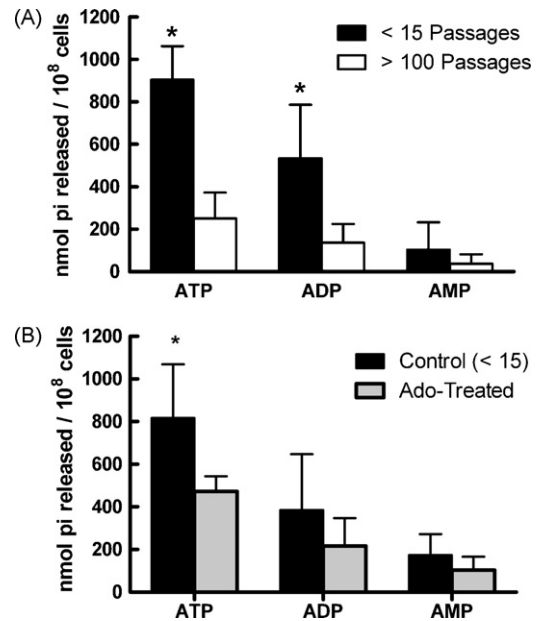 (A)
nmol pi released / 10⁸ cells
1200
1000
800
600
400
200
0
*
*
< 15 Passages
> 100 Passages
ATP
ADP
AMP
(B)
nmol pi released / 10⁸ cells
1200
1000
800
600
400
200
0
*
Control (< 15)
Ado-Treated
ATP
ADP
AMP